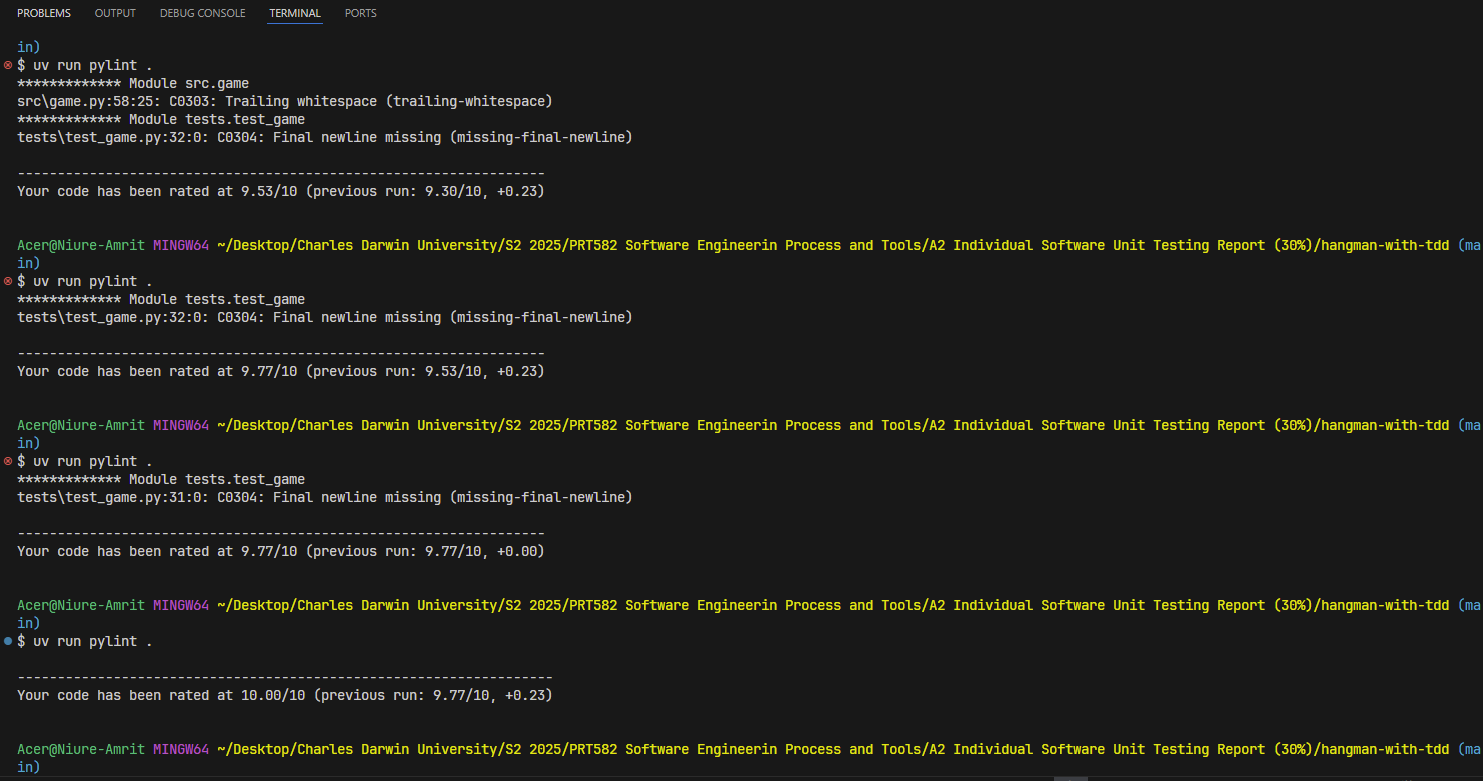 PROBLEMS OUTPUT DEBUG CONSOLE TERMINAL PORTS
in)
$ uv run pylint .
************* Module src.game
src\game.py:58:25: C0303: Trailing whitespace (trailing-whitespace)
************* Module tests.test_game
tests\test_game.py:32:0: C0304: Final newline missing (missing-final-newline)
------------------------------------------------------------------
Your code has been rated at 9.53/10 (previous run: 9.30/10, +0.23)
Acer@Niure-Amrit MINGW64 ~/Desktop/Charles Darwin University/S2 2025/PRT582 Software Engineerin Process and Tools/A2 Individual Software Unit Testing Report (30%)/hangman-with-tdd (ma
in)
$ uv run pylint .
************* Module tests.test_game
tests\test_game.py:32:0: C0304: Final newline missing (missing-final-newline)
------------------------------------------------------------------
Your code has been rated at 9.77/10 (previous run: 9.53/10, +0.23)
Acer@Niure-Amrit MINGW64 ~/Desktop/Charles Darwin University/S2 2025/PRT582 Software Engineerin Process and Tools/A2 Individual Software Unit Testing Report (30%)/hangman-with-tdd (ma
in)
$ uv run pylint .
************* Module tests.test_game
tests\test_game.py:31:0: C0304: Final newline missing (missing-final-newline)
------------------------------------------------------------------
Your code has been rated at 9.77/10 (previous run: 9.77/10, +0.00)
Acer@Niure-Amrit MINGW64 ~/Desktop/Charles Darwin University/S2 2025/PRT582 Software Engineerin Process and Tools/A2 Individual Software Unit Testing Report (30%)/hangman-with-tdd (ma
in)
$ uv run pylint .
-------------------------------------------------------------------
Your code has been rated at 10.00/10 (previous run: 9.77/10, +0.23)
Acer@Niure-Amrit MINGW64 ~/Desktop/Charles Darwin University/S2 2025/PRT582 Software Engineerin Process and Tools/A2 Individual Software Unit Testing Report (30%)/hangman-with-tdd (ma
in)